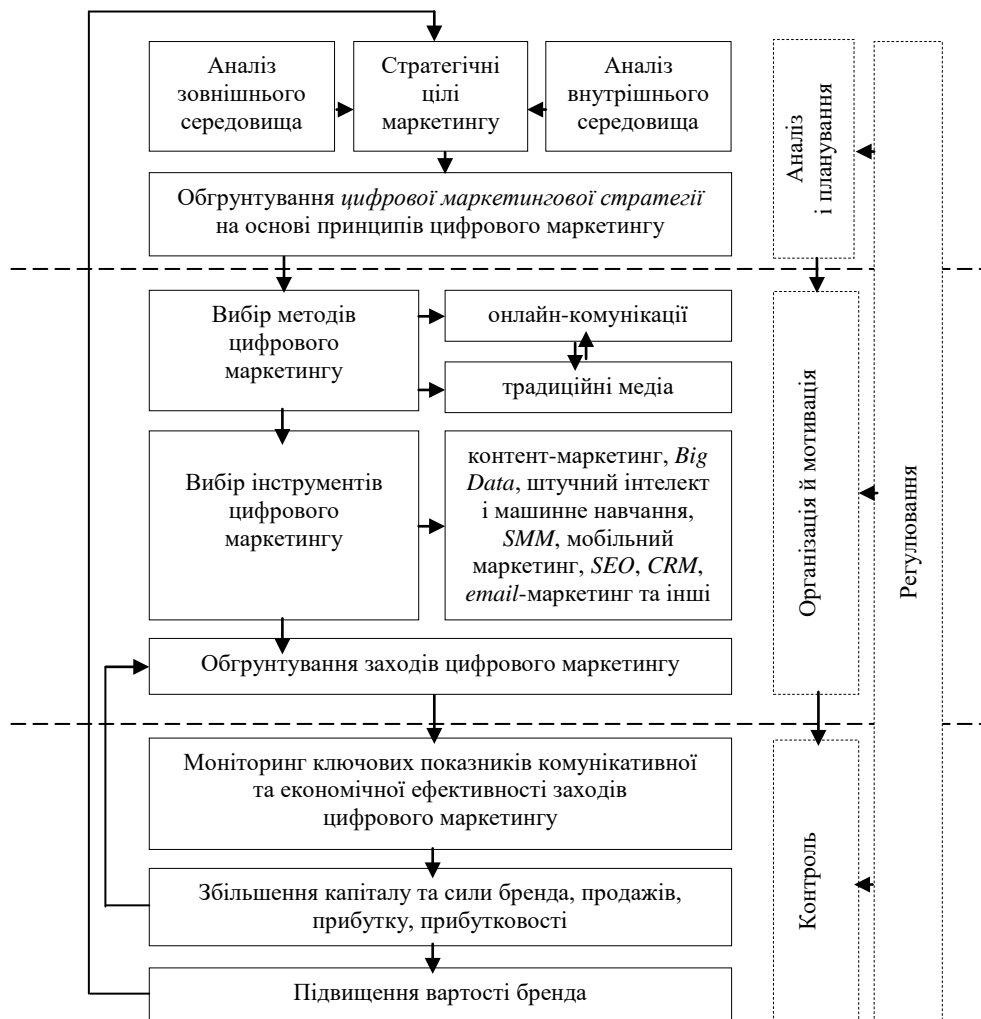 Аналіз
зовнішнього
середовища
Стратегічні
цілі
маркетингу
Аналіз
внутрішнього
середовища
Обгрунтування цифрової маркетингової стратегії
на основі принципів цифрового маркетингу
Вибір методів
цифрового
маркетингу
онлайн-комунікації
традиційні медіа
Вибір інструментів
цифрового
маркетингу
контент-маркетинг, Big
Data, штучний інтелект
і машинне навчання,
SMM, мобільний
маркетинг, SEO, CRM,
email-маркетинг та інші
Обгрунтування заходів цифрового маркетингу
Моніторинг ключових показників комунікативної
та економічної ефективності заходів
цифрового маркетингу
Збільшення капіталу та сили бренда, продажів,
прибутку, прибутковості
Підвищення вартості бренда
Аналіз
і планування
Організація й мотивація
Контроль
Регулювання